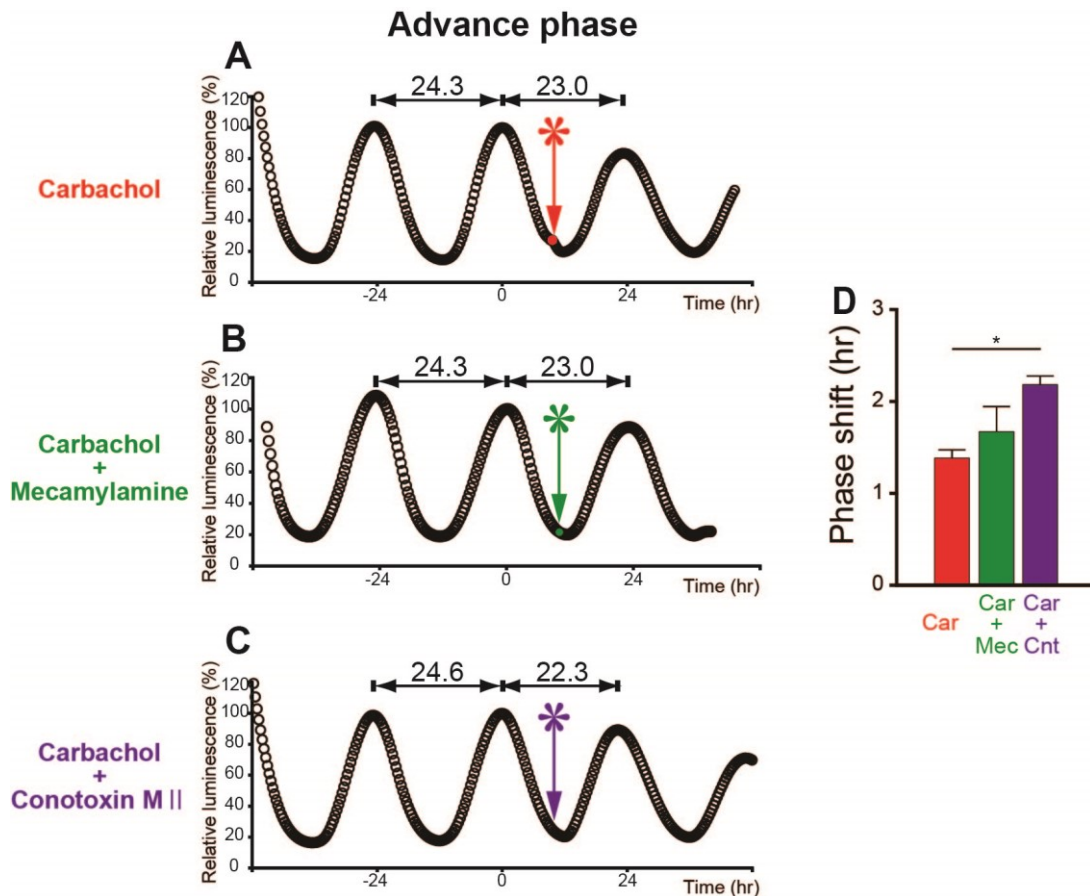 Advance phase
A
24.3 23.0
120
100
80
60
40
20
0
Relative luminescence (%)
-24 0 24 Time (hr)
Carbachol
B
24.3 23.0
120
100
80
60
40
20
0
Relative luminescence (%)
-24 0 24 Time (hr)
Carbachol
+
Mecamylamine
C
24.6 22.3
120
100
80
60
40
20
0
Relative luminescence (%)
-24 0 24 Time (hr)
Carbachol
+
Conotoxin M II
D
3
2
1
0
Phase shift (hr)
*
Car
Car
+
Mec
Car
+
Cnt